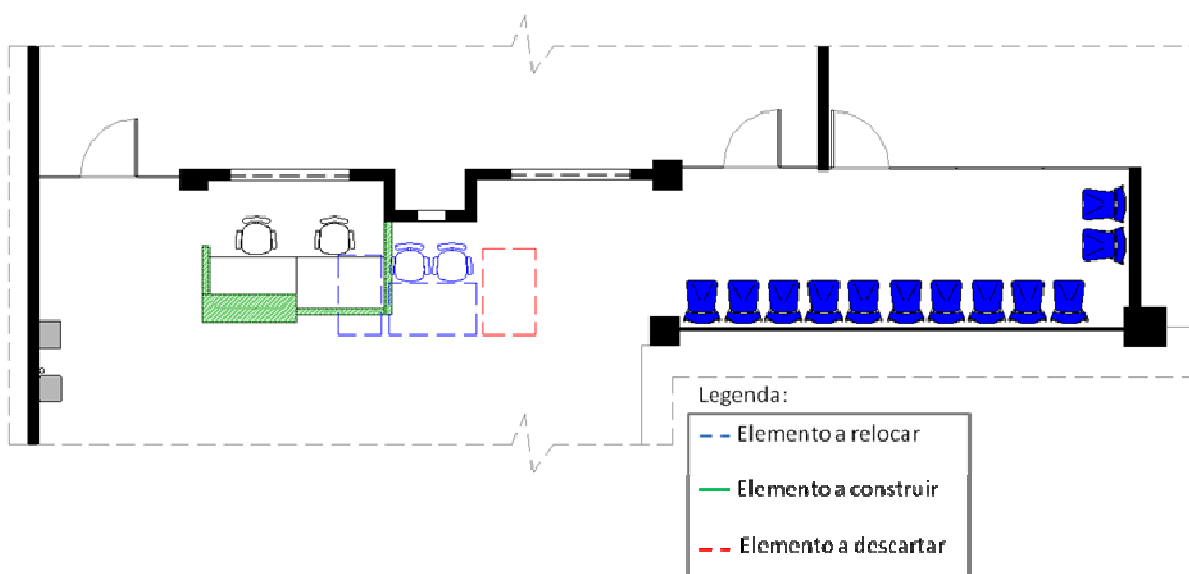 Legenda:
Elemento a relocar
Elemento a construir
Elemento a descartar